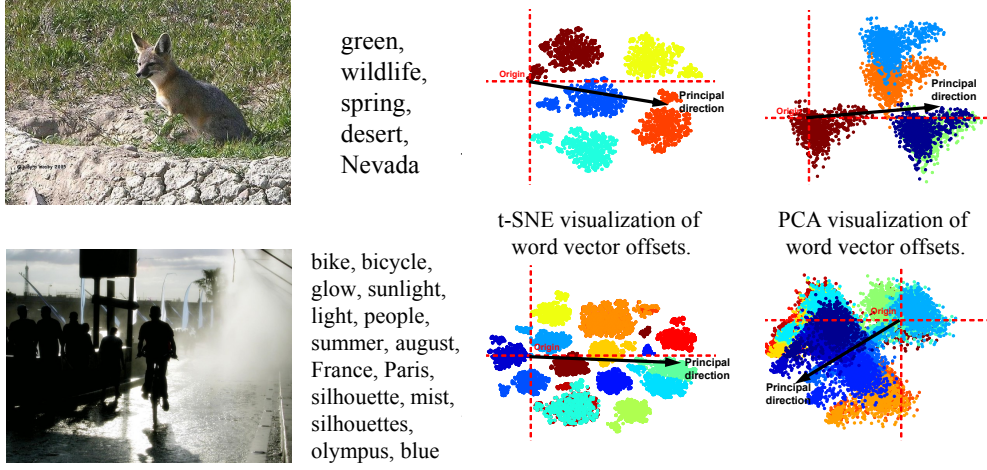 green,
wildlife,
spring,
desert,
Nevada
Origin
Principal
direction
Origin
Principal
direction
t-SNE visualization of
word vector offsets.
PCA visualization of
word vector offsets.
bike, bicycle,
glow, sunlight,
light, people,
summer, august,
France, Paris,
silhouette, mist,
silhouettes,
olympus, blue
Origin
Principal
direction
Origin
Principal
direction